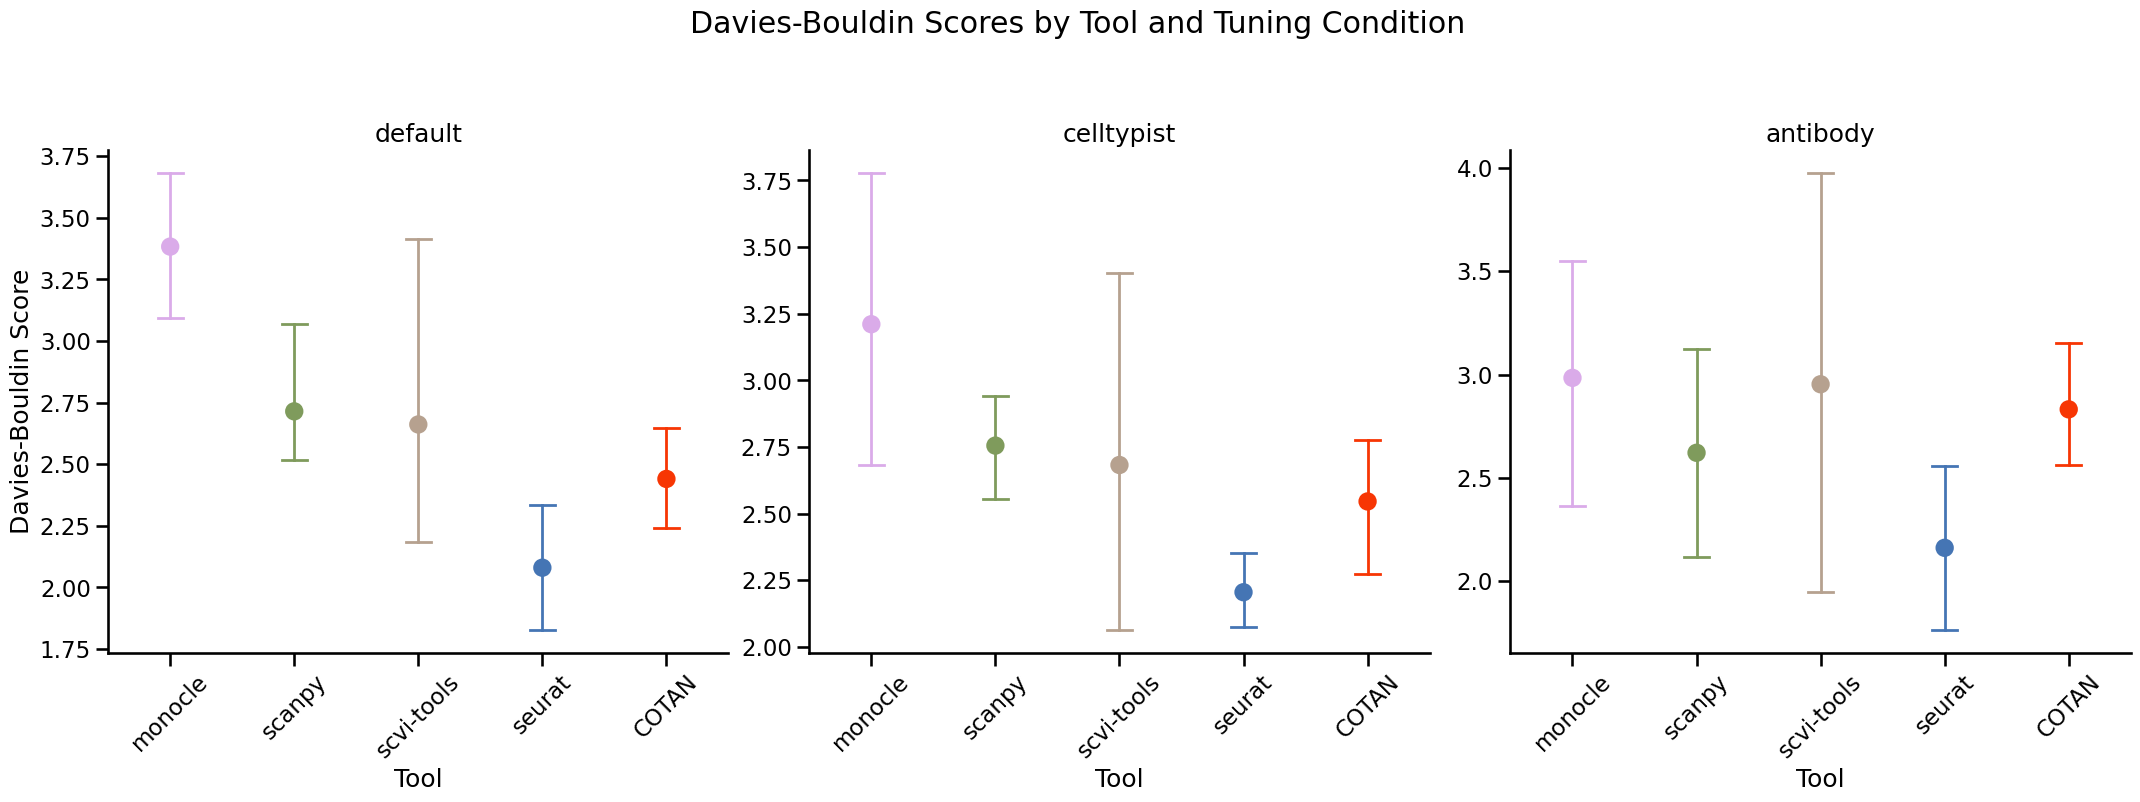 Davies-Bouldin Scores by Tool and Tuning Condition
default
Davies-Bouldin Score
3.75
3.50
3.25
3.00
2.75
2.50
2.25
2.00
1.75
monocle
scanpy
scvi-tools
seurat
COTAN
Tool
celltypist
3.75
3.50
3.25
3.00
2.75
2.50
2.25
2.00
monocle
scanpy
scvi-tools
seurat
COTAN
Tool
antibody
4.0
3.5
3.0
2.5
2.0
monocle
scanpy
scvi-tools
seurat
COTAN
Tool